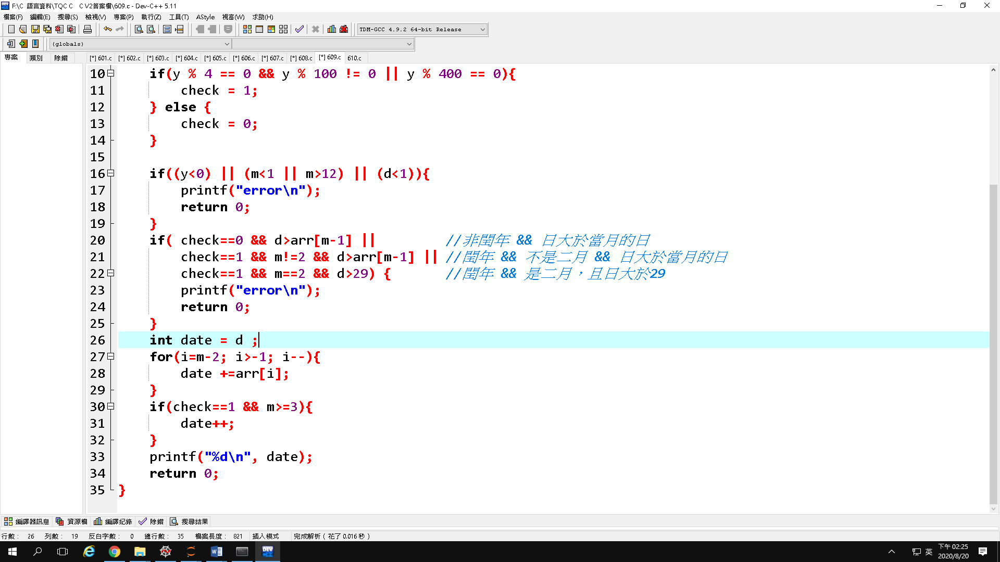 F:\C 語言資料\TQC C C V2答案檔\609.c - Dev-C++ 5.11
檔案(F) 編輯(E) 搜尋(S) 檢視(V) 專案(P) 執行(Z) 工具(T) AStyle 視窗(W) 求助(H)
TDM-GCC 4.9.2 64-bit Release
(globals)
專案 類別 除錯 [*] 601.c [*] 602.c [*] 603.c [*] 604.c [*] 605.c [*] 606.c [*] 607.c [*] 608.c [*] 609.c 610.c
10 if(y % 4 == 0 && y % 100 != 0 || y % 400 == 0){
11 check = 1;
12 } else {
13 check = 0;
14 }
15
16 if((y<0) || (m<1 || m>12) || (d<1)){
17 printf("error\n");
18 return 0;
19 }
20 if( check==0 && d>arr[m-1] || //非閏年 && 日大於當月的日
21 check==1 && m!=2 && d>arr[m-1] || //閏年 && 不是二月 && 日大於當月的日
22 check==1 && m==2 && d>29) { //閏年 && 是二月，且日大於29
23 printf("error\n");
24 return 0;
25 }
26 int date = d ;
27 for(i=m-2; i>-1; i--){
28 date +=arr[i];
29 }
30 if(check==1 && m>=3){
31 date++;
32 }
33 printf("%d\n", date);
34 return 0;
35 }
編譯器訊息 資源檔 編譯紀錄 除錯 搜尋結果
行數： 26 列數： 19 反白字數： 0 總行數： 35 檔案長度： 821 插入模式 完成解析 ( 花了 0.016 秒 )
DEV 英 下午 02:25
2020/8/20